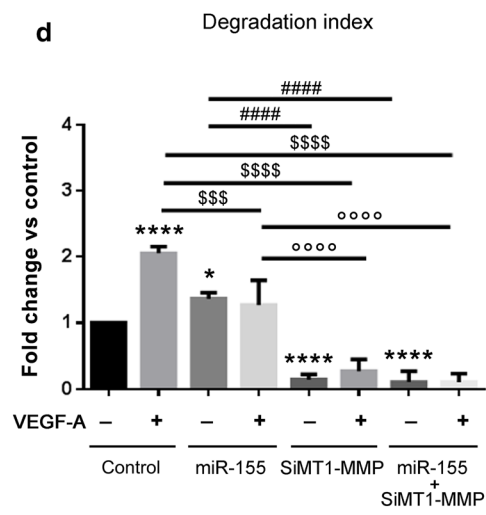 d
Degradation index
####
####
$$$$
$$$$
$$$
°°°°
°°°°
****
*
****
****
Fold change vs control
4
3
2
1
0
VEGF-A – + – + – + – +
Control miR-155 SiMT1-MMP miR-155
+
SiMT1-MMP